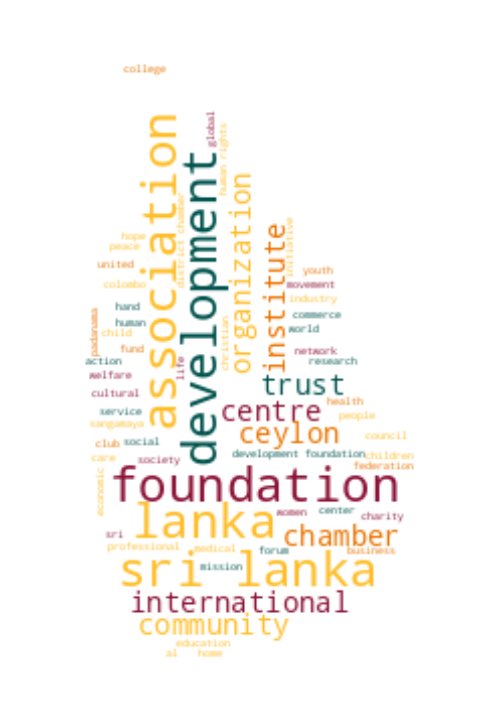 college
global
human rights
association
development
district chamber
organization
institute
initiative
hope
peace
united
colombo
youth
movement
industry
commerce
world
hand
human
child
padanama
christian
fund
action
welfare
life
network
research
trust
cultural
service
sangamaya
centre
health
people
ceylon
council
club
social
care
society
development foundation
children
federation
economic
foundation
lanka
women
center
charity
sri
chamber
professional
medical
forum
business
mission
sri lanka
international
community
education
al
home